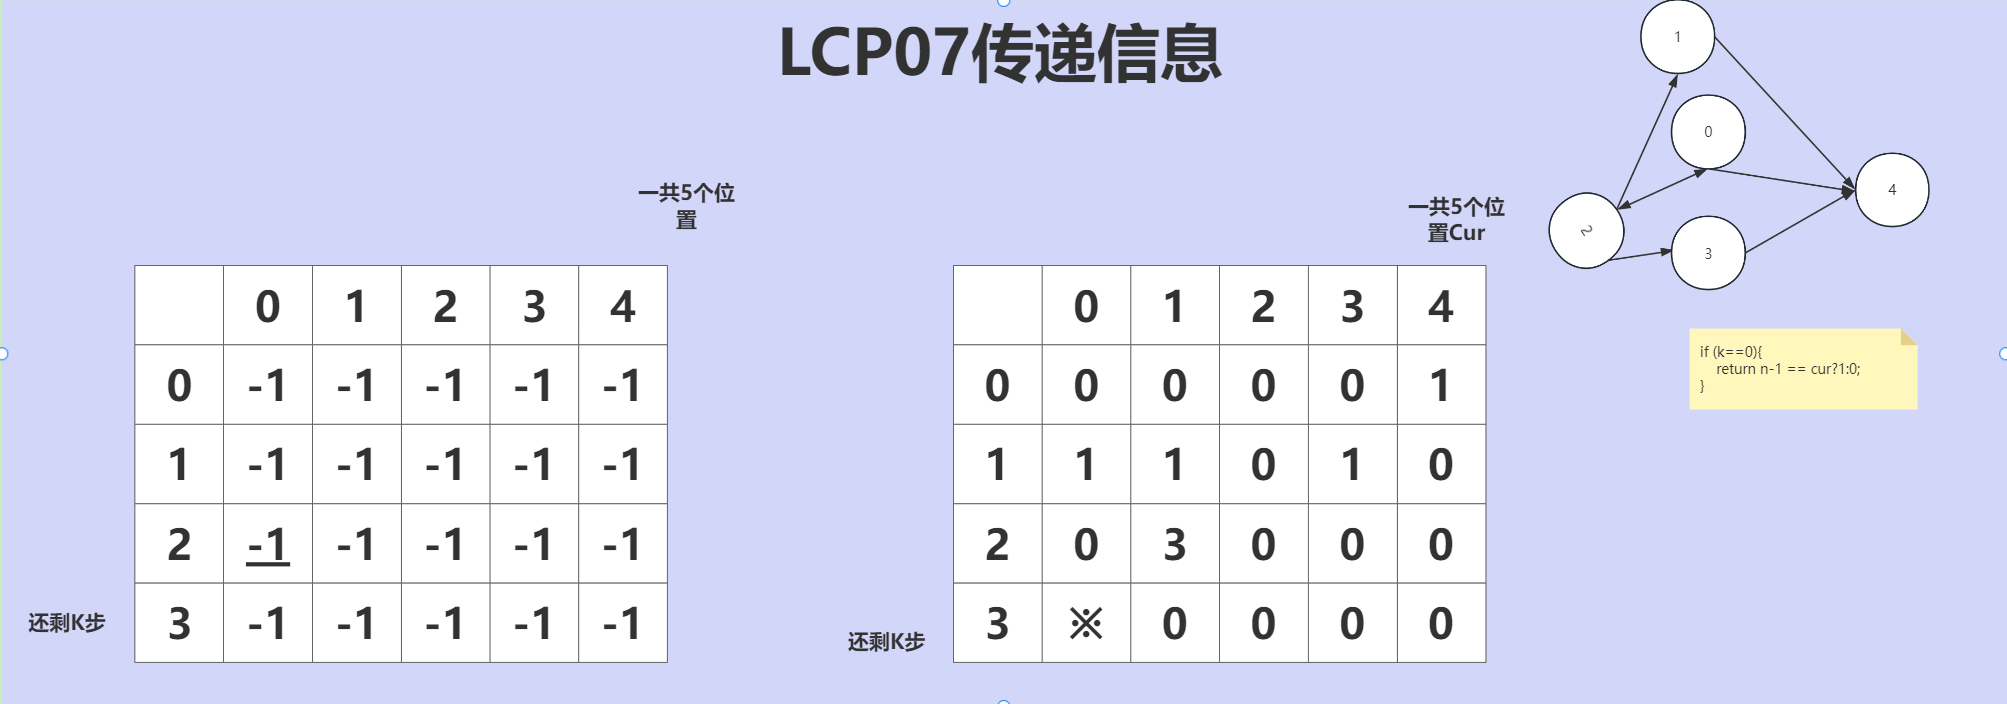 LCP07传递信息
一共5个位
置
0 1 2 3 4
0 -1 -1 -1 -1 -1
1 -1 -1 -1 -1 -1
2 -1 -1 -1 -1 -1
3 -1 -1 -1 -1 -1
还剩K步
一共5个位
置Cur
0 1 2 3 4
0 0 0 0 0 1
1 1 1 0 1 0
2 0 3 0 0 0
3 ※ 0 0 0 0
还剩K步
1
0
4
2
3
if (k==0){
return n-1 == cur?1:0;
}